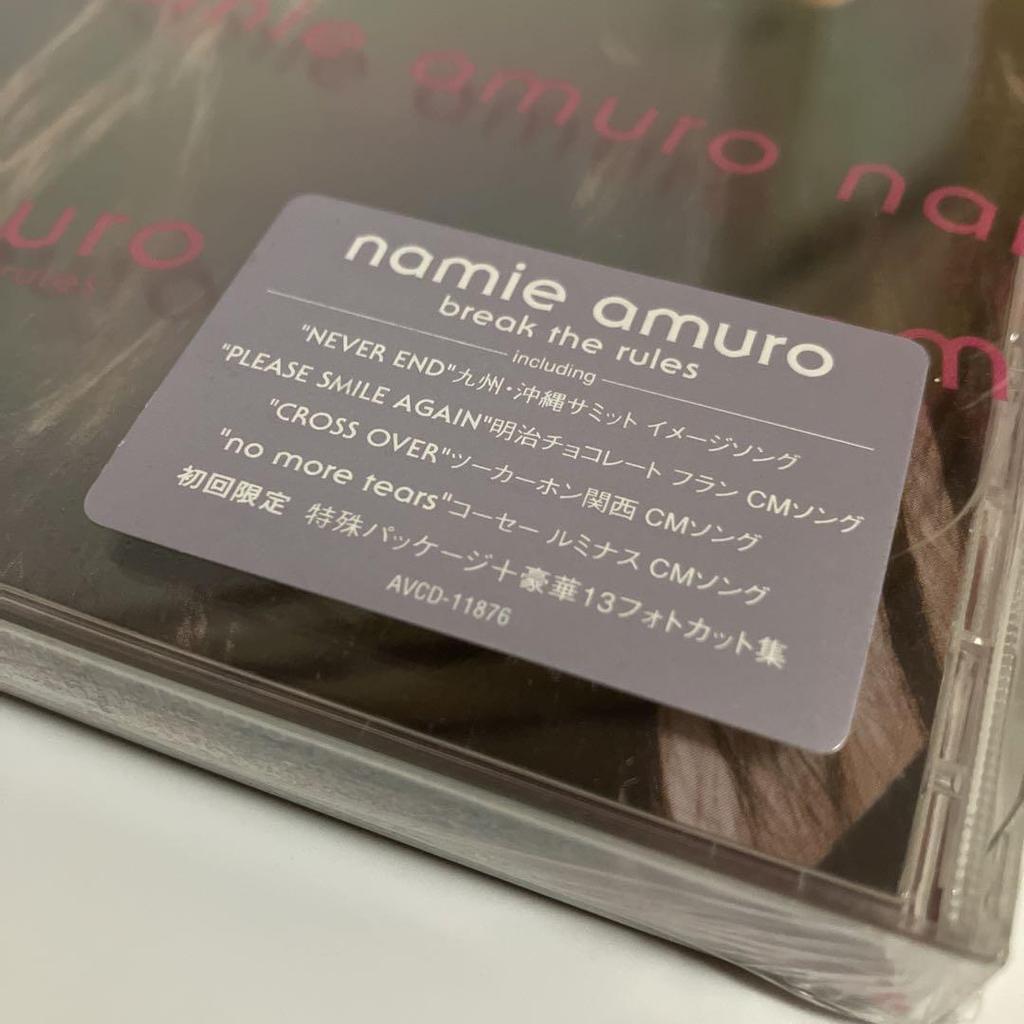 namie amuro nam
uro
rules
m
namie amuro
break the rules
including
"NEVER END"九州・沖縄サミット イメージソング
"PLEASE SMILE AGAIN"明治チョコレート フラン CMソング
"CROSS OVER"ツーカーホン関西 CMソング
"no more tears"コーセー ルミナス CMソング
初回限定 特殊パッケージ+豪華13フォトカット集
AVCD-11876